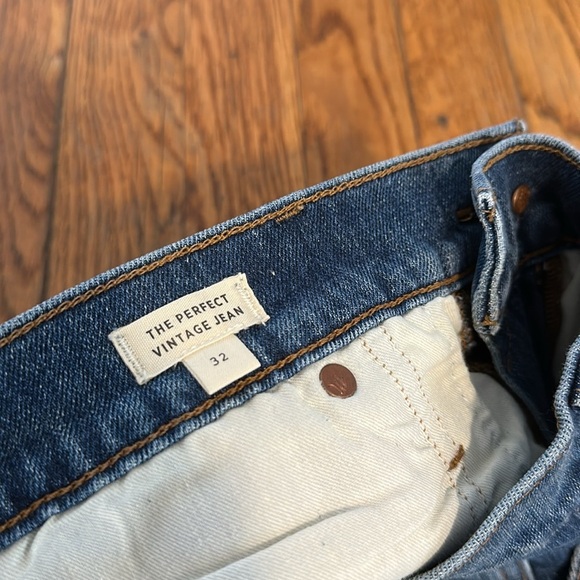 THE PERFECT
VINTAGE JEAN
32